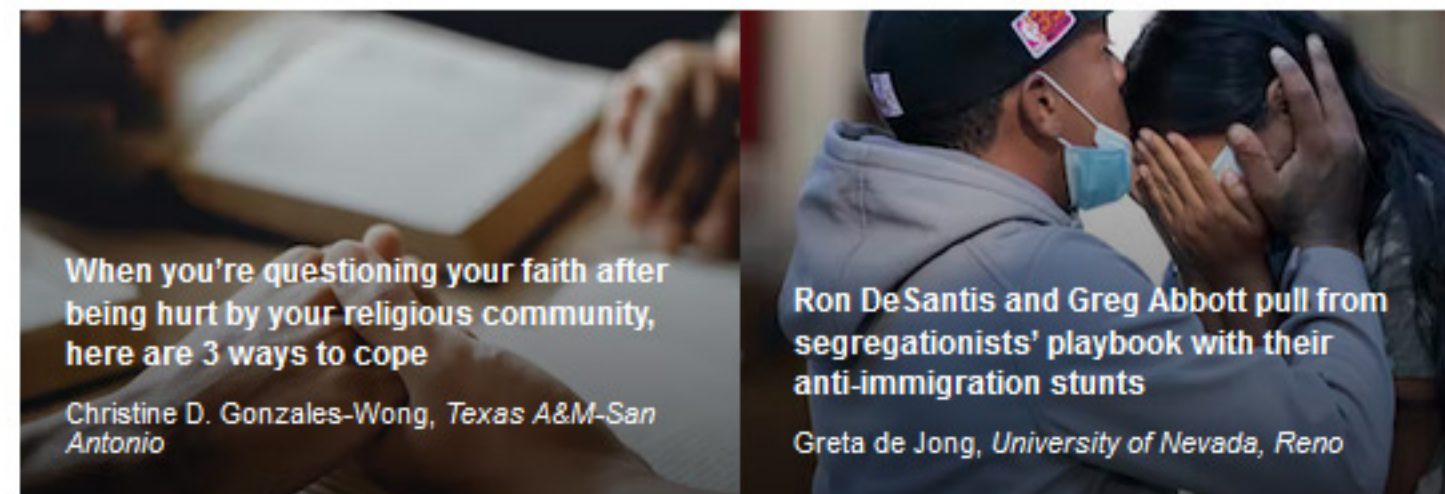 When you're questioning your faith after
being hurt by your religious community,
here are 3 ways to cope
Christine D. Gonzales-Wong, Texas A&M-San
Antonio
Ron DeSantis and Greg Abbott pull from
segregationists' playbook with their
anti-immigration stunts
Greta de Jong, University of Nevada, Reno